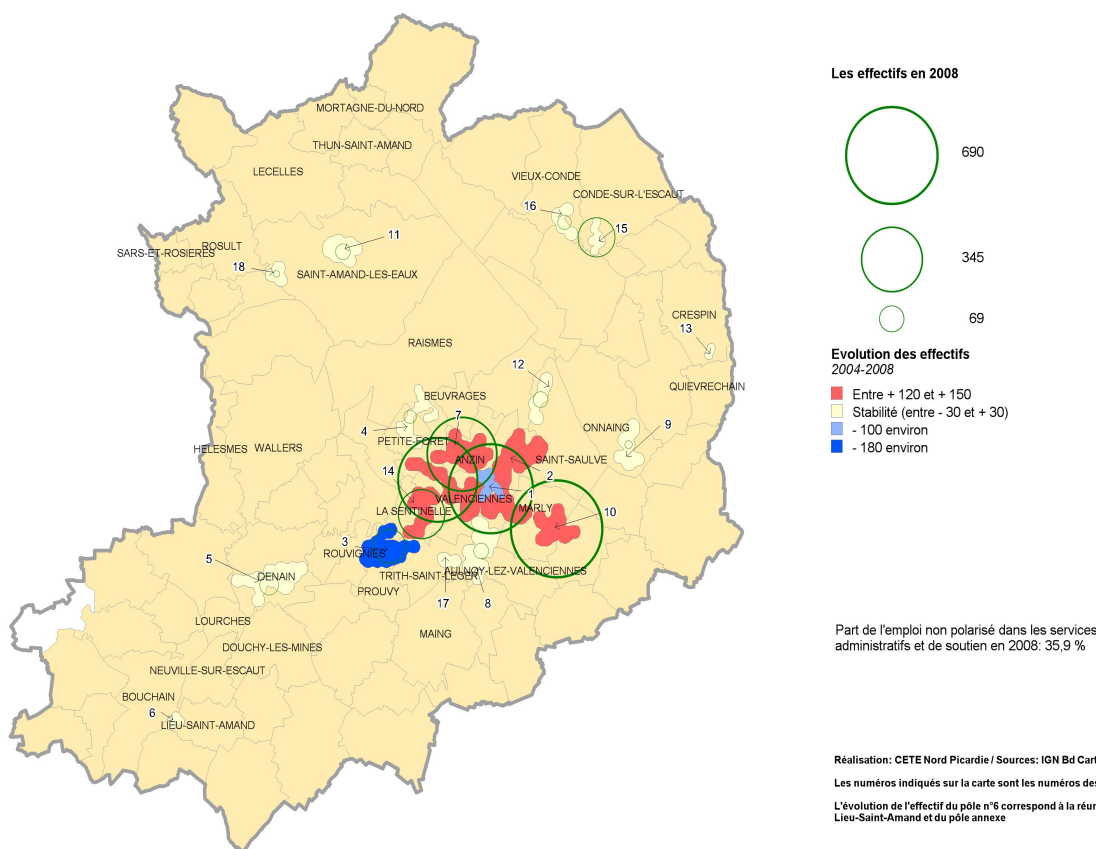 Les effectifs en 2008
690
345
69
Evolution des effectifs
2004-2008
Entre + 120 et + 150
Stabilité (entre - 30 et + 30)
- 100 environ
- 180 environ
Part de l'emploi non polarisé dans les services
administratifs et de soutien en 2008: 35,9 %
Réalisation: CETE Nord Picardie / Sources: IGN Bd Cart
Les numéros indiqués sur la carte sont les numéros des
L'évolution de l'effectif du pôle n°6 correspond à la réur
Lieu-Saint-Amand et du pôle annexe
MORTAGNE-DU-NORD
THUN-SAINT-AMAND
LECELLES
VIEUX-CONDE
CONDE-SUR-L'ESCAUT
16
15
11
ROSULT
SARS-ET-ROSIERES
18
SAINT-AMAND-LES-EAUX
CRESPIN
13
RAISMES
12
QUIEVRECHAIN
BEUVRAGES
7
4
PETITE-FORET
ONNAING
9
HELESMES
WALLERS
ANZIN
SAINT-SAULVE
14
2
VALENCIENNES
1
LA SENTINELLE
MARLY
10
3
ROUVIGNIES
5
DENAIN
TRITH-SAINT-LEGER
AULNOY-LEZ-VALENCIENNES
PROUVY
17
8
LOURCHES
MAING
DOUCHY-LES-MINES
NEUVILLE-SUR-ESCAUT
BOUCHAIN
6
LIEU-SAINT-AMAND